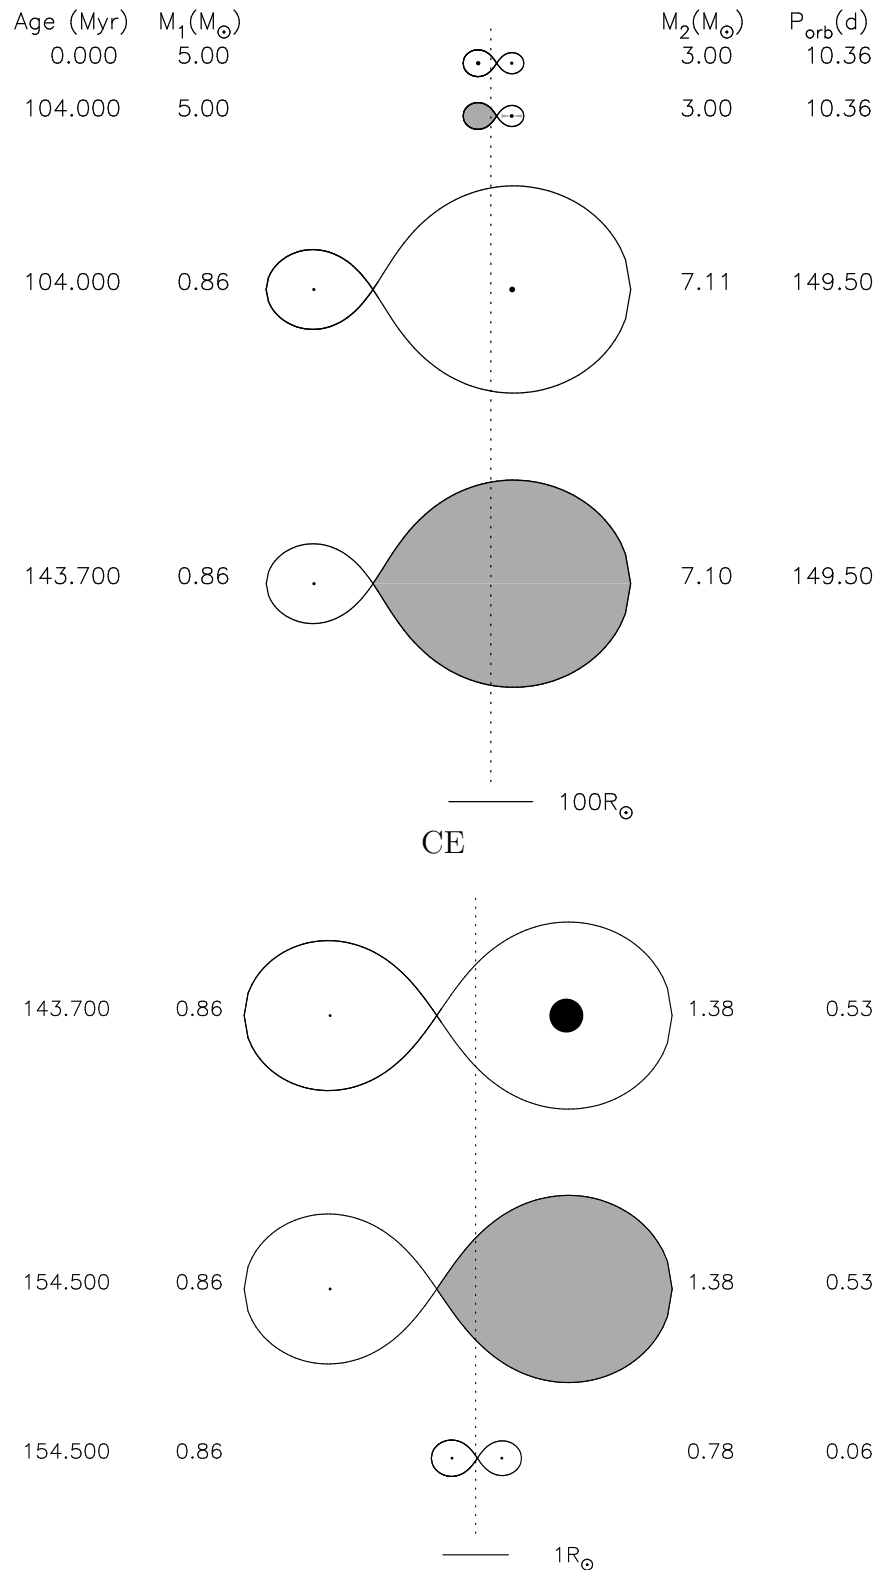 Age (Myr) M₁(M☉) M₂(M☉) Pₒᵣᵦ(d)
0.000 5.00 3.00 10.36
104.000 5.00 3.00 10.36
104.000 0.86 7.11 149.50
143.700 0.86 7.10 149.50
100R☉
CE
143.700 0.86 1.38 0.53
154.500 0.86 1.38 0.53
154.500 0.86 0.78 0.06
1R☉